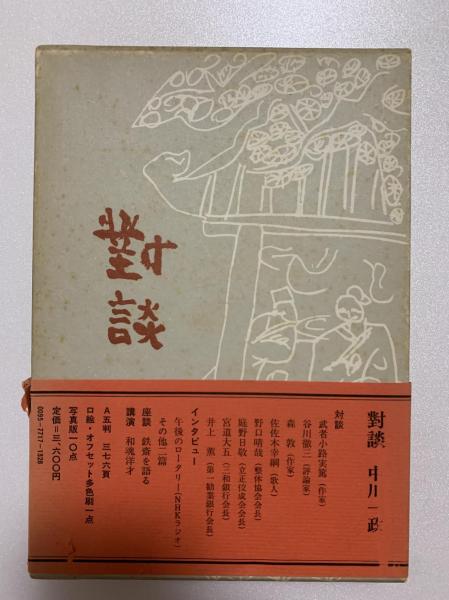 對談
對談 中川一政
対談
武者小路実篤（作家）
谷川徹三（評論家）
森敦（作家）
佐佐木幸綱（歌人）
野口晴哉（整体協会会長）
庭野日敬（立正佼成会会長）
宮道大五（三和銀行会長）
井上薫（第一勧業銀行会長）
インタビュー
午後のロータリー（NHKラジオ）
その他二篇
座談 鉄斎を語る
講演 和魂洋才
A五判 三七六頁
口絵・オフセット多色刷一点
写真版一〇点
定価＝三、六〇〇円
0095-7717-1328